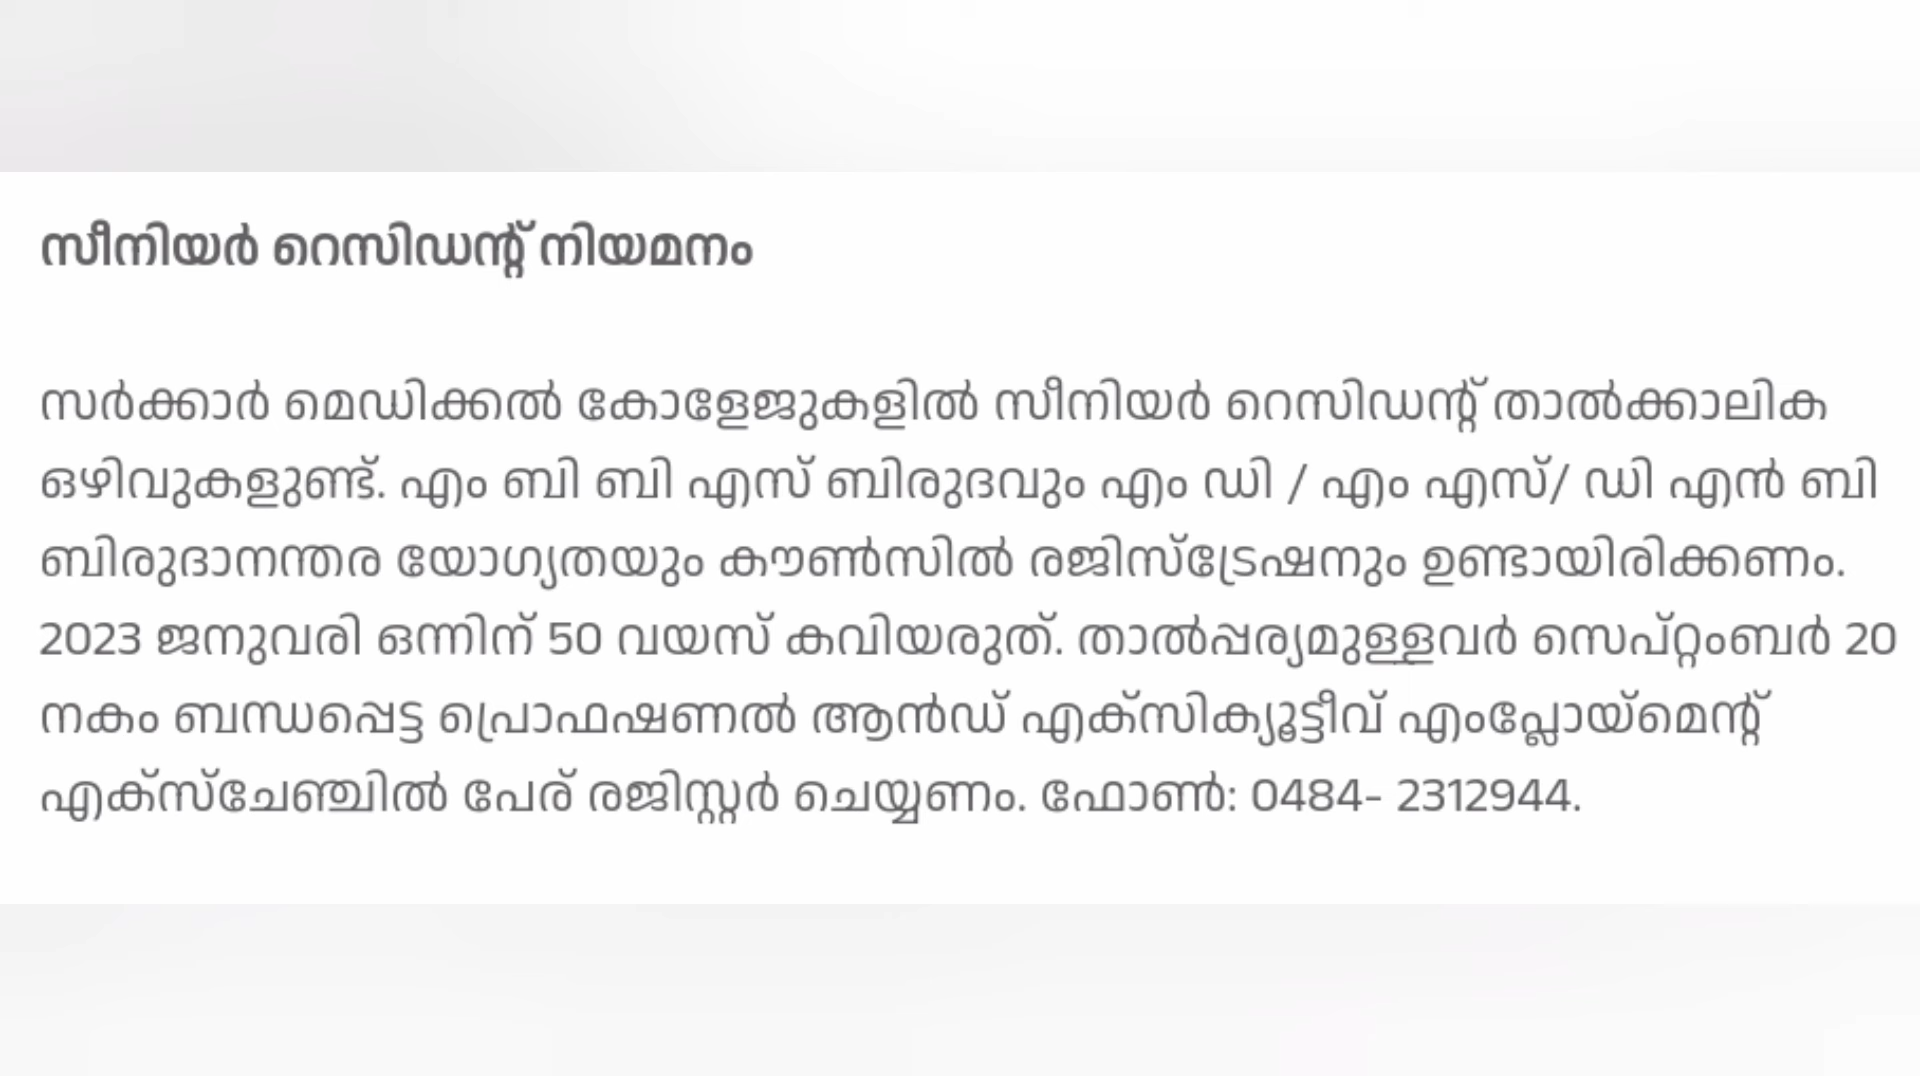 സീനിയർ റെസിഡന്റ് നിയമനം
സർക്കാർ മെഡിക്കൽ കോളേജുകളിൽ സീനിയർ റെസിഡന്റ് താൽക്കാലിക
ഒഴിവുകളുണ്ട്. എം ബി ബി എസ് ബിരുദവും എം ഡി / എം എസ്/ ഡി എൻ ബി
ബിരുദാനന്തര യോഗ്യതയും കൗൺസിൽ രജിസ്ട്രേഷനും ഉണ്ടായിരിക്കണം.
2023 ജനുവരി ഒന്നിന് 50 വയസ് കവിയരുത്. താൽപ്പര്യമുള്ളവർ സെപ്റ്റംബർ 20
നകം ബന്ധപ്പെട്ട പ്രൊഫഷണൽ ആൻഡ് എക്സിക്യൂട്ടീവ് എംപ്ലോയ്മെന്റ്
എക്സ്ചേഞ്ചിൽ പേര് രജിസ്റ്റർ ചെയ്യണം. ഫോൺ: 0484- 2312944.